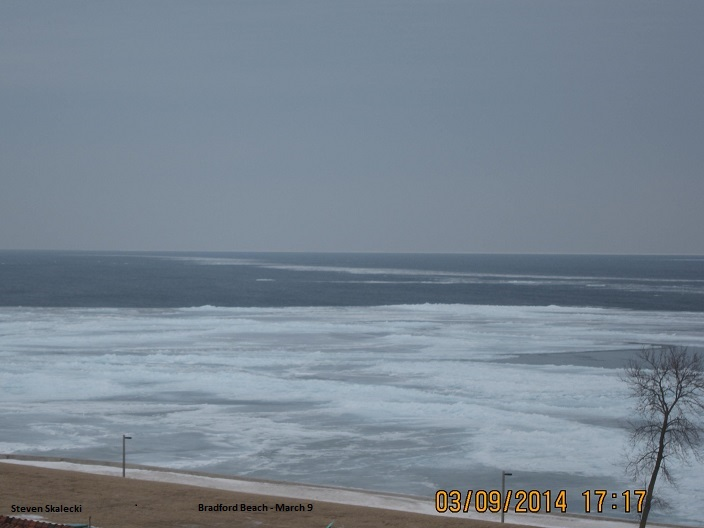 Steven Skalecki
Bradford Beach - March 9
03/09/2014 17:17